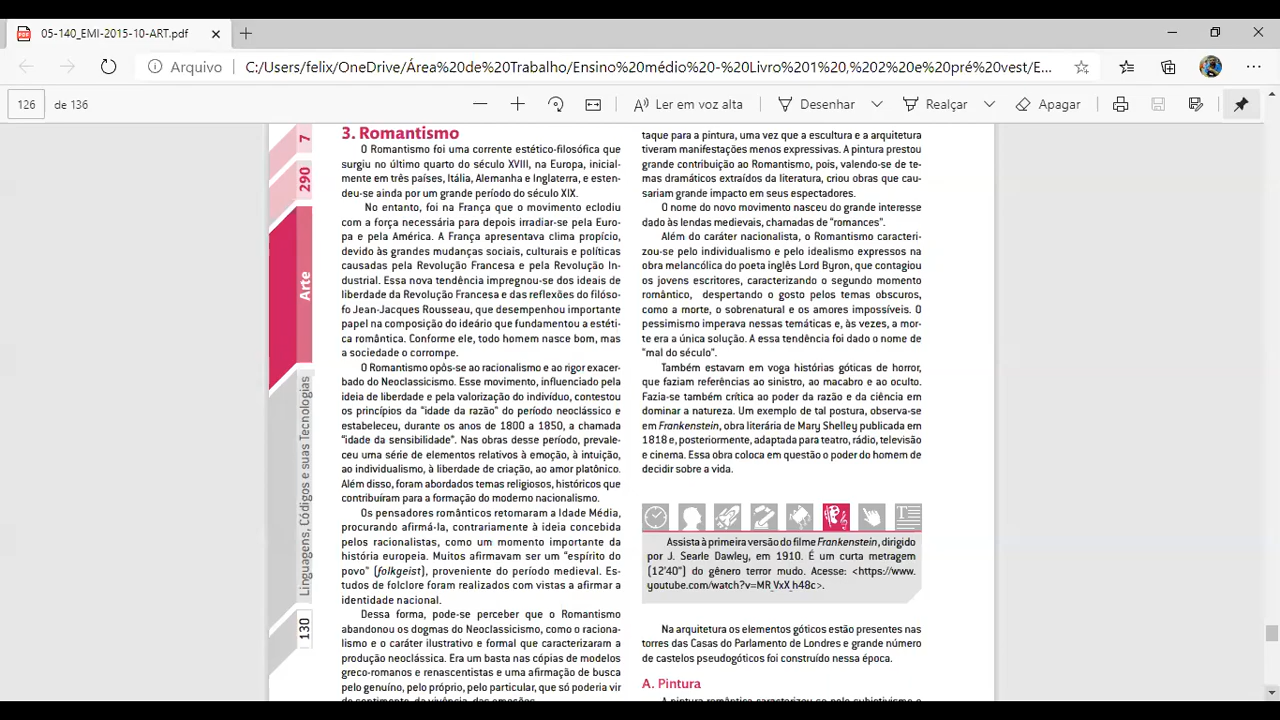 05-140_EMI-2015-10-ART.pdf
Arquivo
C:/Users/felix/OneDrive/Área%20de%20Trabalho/Ensino%20médio%20-%20Livro%201%20,%202%20e%20pré%20vest/E...
126 de 136
Ler em voz alta
Desenhar
Realçar
Apagar
7
290
Arte
Linguagens, Códigos e suas Tecnologias
130
3. Romantismo
O Romantismo foi uma corrente estético-filosófica que
surgiu no último quarto do século XVIII, na Europa, inicial-
mente em três países, Itália, Alemanha e Inglaterra, e esten-
deu-se ainda por um grande período do século XIX.
No entanto, foi na França que o movimento eclodiu
com a força necessária para depois irradiar-se pela Euro-
pa e pela América. A França apresentava clima propício,
devido às grandes mudanças sociais, culturais e políticas
causadas pela Revolução Francesa e pela Revolução In-
dustrial. Essa nova tendência impregnou-se dos ideais de
liberdade da Revolução Francesa e das reflexões do filóso-
fo Jean-Jacques Rousseau, que desempenhou importante
papel na composição do ideário que fundamentou a estéti-
ca romântica. Conforme ele, todo homem nasce bom, mas
a sociedade o corrompe.
O Romantismo opôs-se ao racionalismo e ao rigor exacer-
bado do Neoclassicismo. Esse movimento, influenciado pela
ideia de liberdade e pela valorização do indivíduo, contestou
os princípios da "idade da razão" do período neoclássico e
estabeleceu, durante os anos de 1800 a 1850, a chamada
"idade da sensibilidade". Nas obras desse período, prevale-
ceu uma série de elementos relativos à emoção, à intuição,
ao individualismo, à liberdade de criação, ao amor platônico.
Além disso, foram abordados temas religiosos, históricos que
contribuíram para a formação do moderno nacionalismo.
Os pensadores românticos retomaram a Idade Média,
procurando afirmá-la, contrariamente à ideia concebida
pelos racionalistas, como um momento importante da
história europeia. Muitos afirmavam ser um "espírito do
povo" (folkgeist), proveniente do período medieval. Es-
tudos de folclore foram realizados com vistas a afirmar a
identidade nacional.
Dessa forma, pode-se perceber que o Romantismo
abandonou os dogmas do Neoclassicismo, como o raciona-
lismo e o caráter ilustrativo e formal que caracterizaram a
produção neoclássica. Era um basta nas cópias de modelos
greco-romanos e renascentistas e uma afirmação de busca
pelo genuíno, pelo próprio, pelo particular, que só poderia vir
do sentimento, da vivência, das emoções.
taque para a pintura, uma vez que a escultura e a arquitetura
tiveram manifestações menos expressivas. A pintura prestou
grande contribuição ao Romantismo, pois, valendo-se de te-
mas dramáticos extraídos da literatura, criou obras que cau-
sariam grande impacto em seus espectadores.
O nome do novo movimento nasceu do grande interesse
dado às lendas medievais, chamadas de "romances".
Além do caráter nacionalista, o Romantismo caracteri-
zou-se pelo individualismo e pelo idealismo expressos na
obra melancólica do poeta inglês Lord Byron, que contagiou
os jovens escritores, caracterizando o segundo momento
romântico, despertando o gosto pelos temas obscuros,
como a morte, o sobrenatural e os amores impossíveis. O
pessimismo imperava nessas temáticas e, às vezes, a mor-
te era a única solução. A essa tendência foi dado o nome de
"mal do século".
Também estavam em voga histórias góticas de horror,
que faziam referências ao sinistro, ao macabro e ao oculto.
Fazia-se também crítica ao poder da razão e da ciência em
dominar a natureza. Um exemplo de tal postura, observa-se
em Frankenstein, obra literária de Mary Shelley publicada em
1818 e, posteriormente, adaptada para teatro, rádio, televisão
e cinema. Essa obra coloca em questão o poder do homem de
decidir sobre a vida.
Assista à primeira versão do filme Frankenstein, dirigido
por J. Searle Dawley, em 1910. É um curta metragem
(12'40") do gênero terror mudo. Acesse: <https://www.
youtube.com/watch?v=MR_VxX_h48c>.
Na arquitetura os elementos góticos estão presentes nas
torres das Casas do Parlamento de Londres e grande número
de castelos pseudogóticos foi construído nessa época.
A. Pintura
A pintura romântica caracterizou-se pelo subjetivismo e